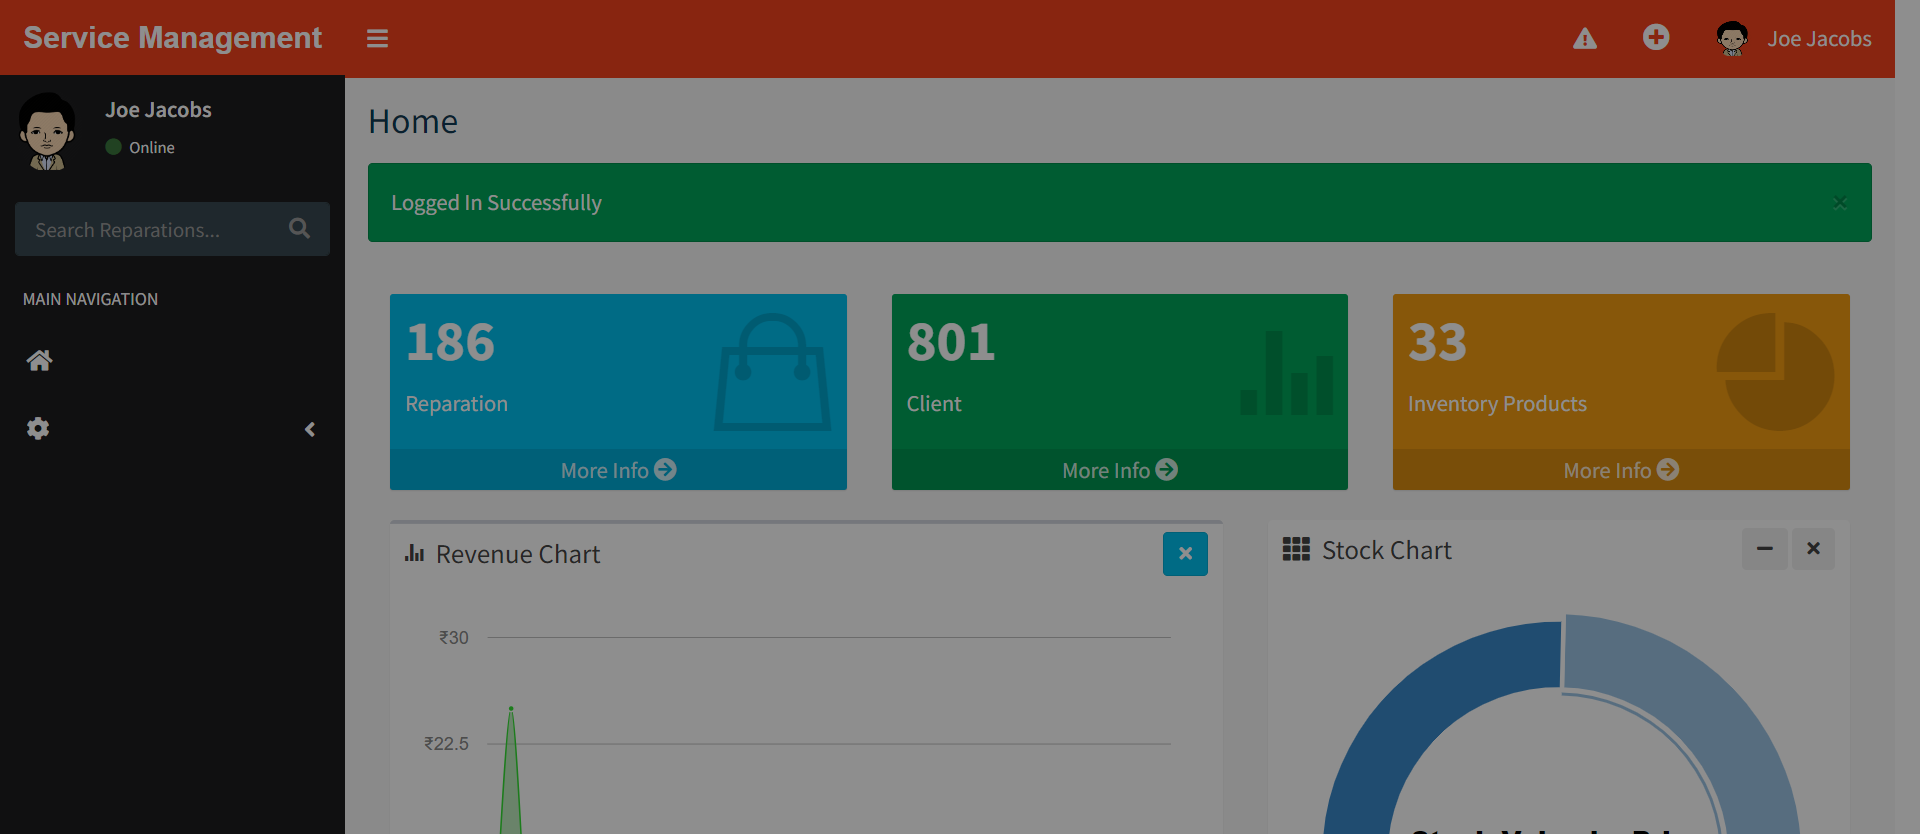 Service Management
Joe Jacobs
Joe Jacobs
Online
Search Reparations...
MAIN NAVIGATION
Home
Logged In Successfully
186
Reparation
More Info
801
Client
More Info
33
Inventory Products
More Info
Revenue Chart
₹30
₹22.5
Stock Chart